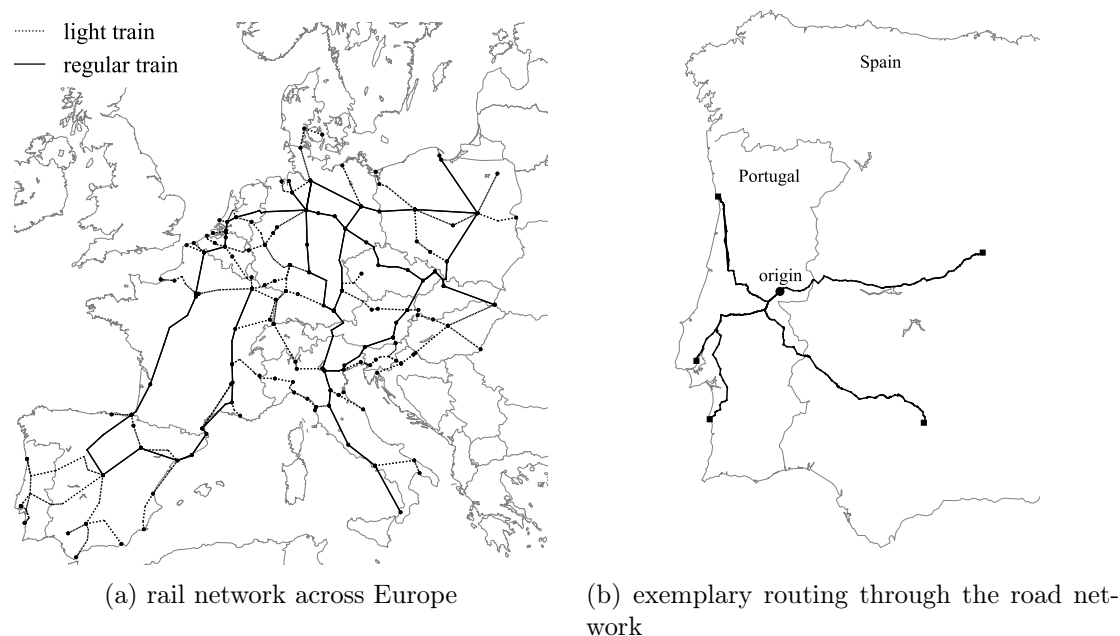 light train
regular train
Spain
Portugal
origin
(a) rail network across Europe
(b) exemplary routing through the road net-
work